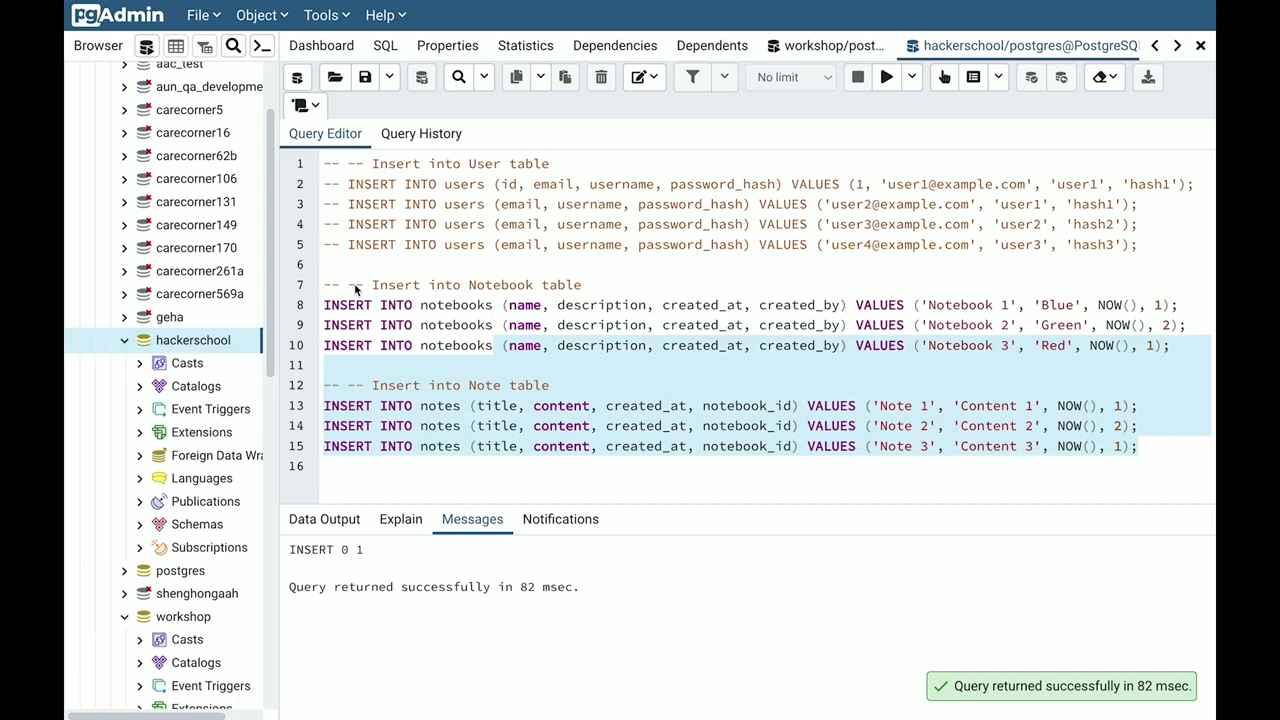 pgAdmin File Object Tools Help
Browser Dashboard SQL Properties Statistics Dependencies Dependents workshop/post... hackerschool/postgres@PostgreSQ
aac_test
aun_qa_developme
carecorner5
carecorner16
carecorner62b
carecorner106
carecorner131
carecorner149
carecorner170
carecorner261a
carecorner569a
geha
hackerschool
Casts
Catalogs
Event Triggers
Extensions
Foreign Data Wra
Languages
Publications
Schemas
Subscriptions
postgres
shenghongaah
workshop
Casts
Catalogs
Event Triggers
Extensions
No limit
Query Editor Query History
1 -- -- Insert into User table
2 -- INSERT INTO users (id, email, username, password_hash) VALUES (1, 'user1@example.com', 'user1', 'hash1');
3 -- INSERT INTO users (email, username, password_hash) VALUES ('user2@example.com', 'user1', 'hash1');
4 -- INSERT INTO users (email, username, password_hash) VALUES ('user3@example.com', 'user2', 'hash2');
5 -- INSERT INTO users (email, username, password_hash) VALUES ('user4@example.com', 'user3', 'hash3');
6
7 -- -- Insert into Notebook table
8 INSERT INTO notebooks (name, description, created_at, created_by) VALUES ('Notebook 1', 'Blue', NOW(), 1);
9 INSERT INTO notebooks (name, description, created_at, created_by) VALUES ('Notebook 2', 'Green', NOW(), 2);
10 INSERT INTO notebooks (name, description, created_at, created_by) VALUES ('Notebook 3', 'Red', NOW(), 1);
11
12 -- -- Insert into Note table
13 INSERT INTO notes (title, content, created_at, notebook_id) VALUES ('Note 1', 'Content 1', NOW(), 1);
14 INSERT INTO notes (title, content, created_at, notebook_id) VALUES ('Note 2', 'Content 2', NOW(), 2);
15 INSERT INTO notes (title, content, created_at, notebook_id) VALUES ('Note 3', 'Content 3', NOW(), 1);
16
Data Output Explain Messages Notifications
INSERT 0 1
Query returned successfully in 82 msec.
Query returned successfully in 82 msec.